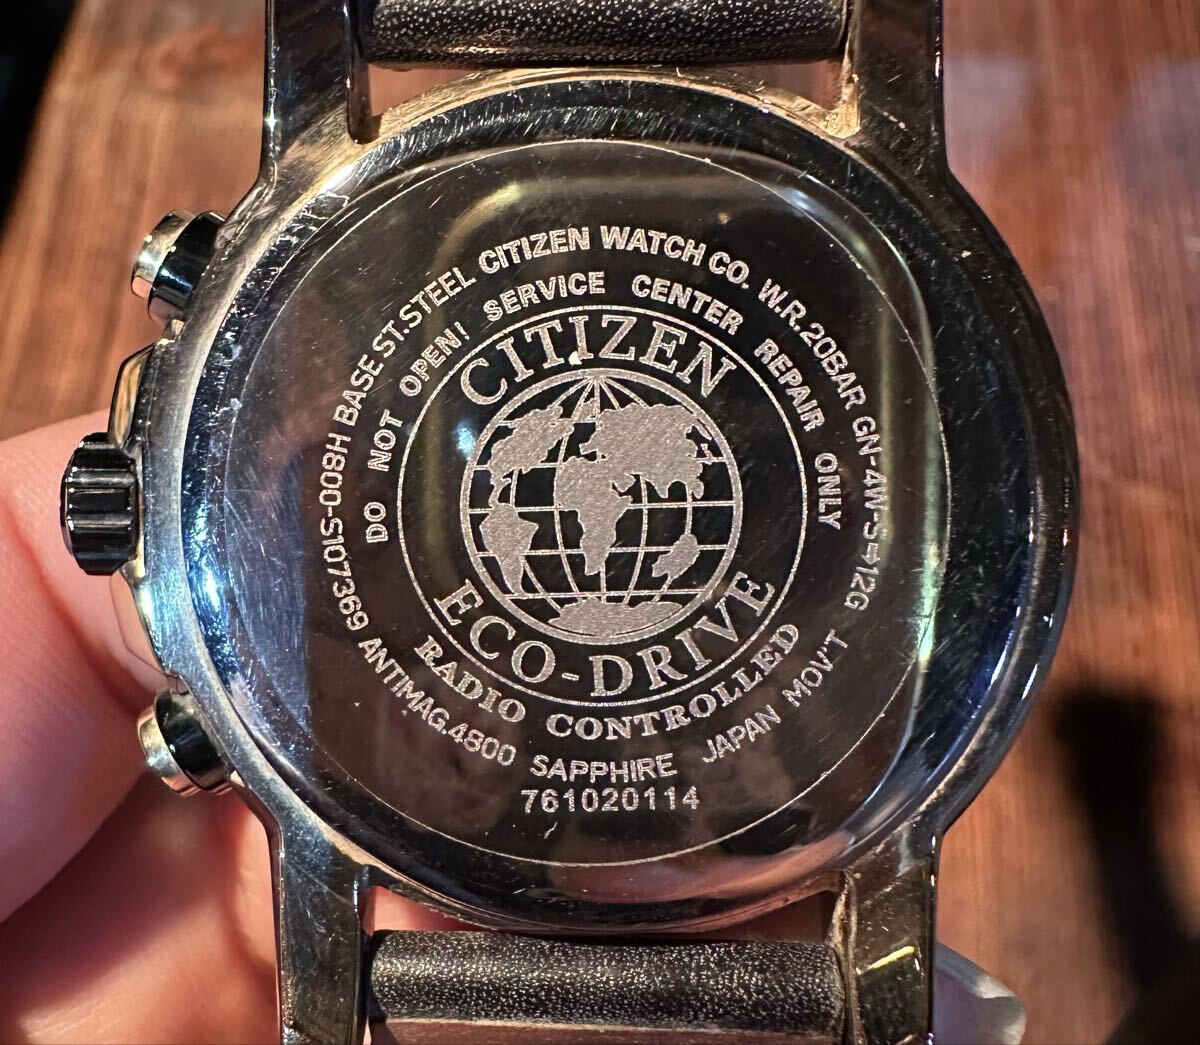 H800-S107369 BASE ST.STEEL CITIZEN WATCH CO. W.R.20BAR GN-4W-S-12G
DO NOT OPEN! SERVICE CENTER REPAIR ONLY
CITIZEN
ECO-DRIVE
RADIO CONTROLLED
ANTIMAG.4800 SAPPHIRE JAPAN MOV'T
761020114